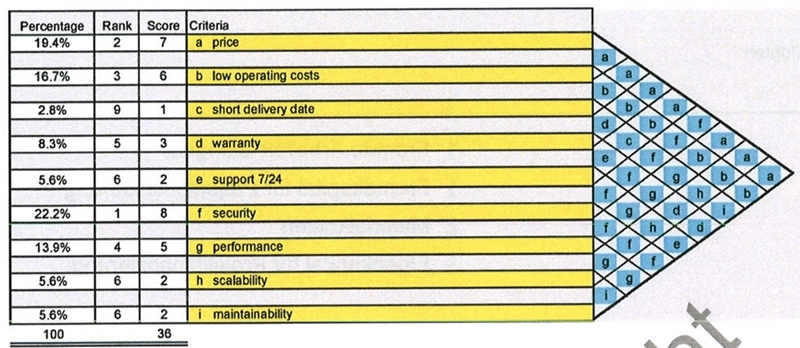 Percentage Rank Score Criteria
19.4% 2 7 a price
a
16.7% 3 6 b low operating costs a
b a
2.8% 9 1 c short delivery date b a
d b f
8.3% 5 3 d warranty c f a
e f b a
5.6% 6 2 e support 7/24 f g b a
f g h b
22.2% 1 8 f security g d i
f h d
13.9% 4 5 g performance f e
g f
5.6% 6 2 h scalability g
i
5.6% 6 2 i maintainability
100 36